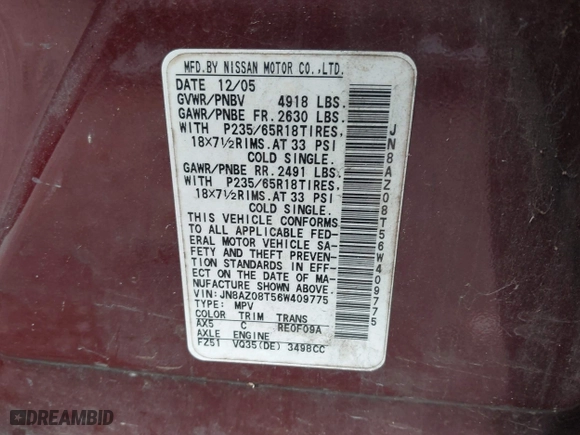 MFD.BY NISSAN MOTOR CO.,LTD.
DATE 12/05
GVWR/PNBV 4918 LBS.
GAWR/PNBE FR. 2630 LBS.
WITH P235/65R18TIRES,
18X7½RIMS. AT 33 PSI
COLD SINGLE.
GAWR/PNBE RR. 2491 LBS.
WITH P235/65R18TIRES,
18X7½RIMS. AT 33 PSI
COLD SINGLE.
THIS VEHICLE CONFORMS
TO ALL APPLICABLE FED-
ERAL MOTOR VEHICLE SA-
FETY AND THEFT PREVEN-
TION STANDARDS IN EFF-
ECT ON THE DATE OF MA-
NUFACTURE SHOWN ABOVE.
VIN: JN8AZ08T56W409775
TYPE: MPV
COLOR TRIM TRANS
AX5 C RE0F09A
AXLE ENGINE
FZ51 VQ35(DE) 3498CC
JN8AZ08T56W409775
DREAMBID